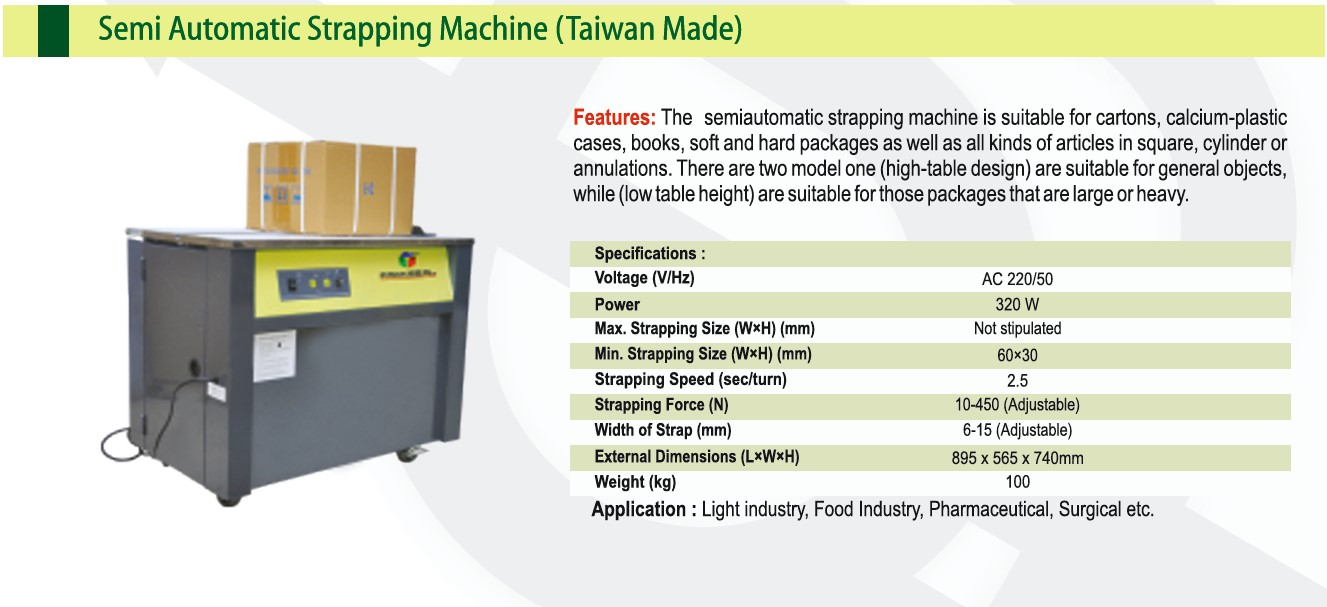 Semi Automatic Strapping Machine (Taiwan Made)
Features: The semiautomatic strapping machine is suitable for cartons, calcium-plastic
cases, books, soft and hard packages as well as all kinds of articles in square, cylinder or
annulations. There are two model one (high-table design) are suitable for general objects,
while (low table height) are suitable for those packages that are large or heavy.
Specifications :
Voltage (V/Hz) AC 220/50
Power 320 W
Max. Strapping Size (W×H) (mm) Not stipulated
Min. Strapping Size (W×H) (mm) 60×30
Strapping Speed (sec/turn) 2.5
Strapping Force (N) 10-450 (Adjustable)
Width of Strap (mm) 6-15 (Adjustable)
External Dimensions (L×W×H) 895 x 565 x 740mm
Weight (kg) 100
Application : Light industry, Food Industry, Pharmaceutical, Surgical etc.